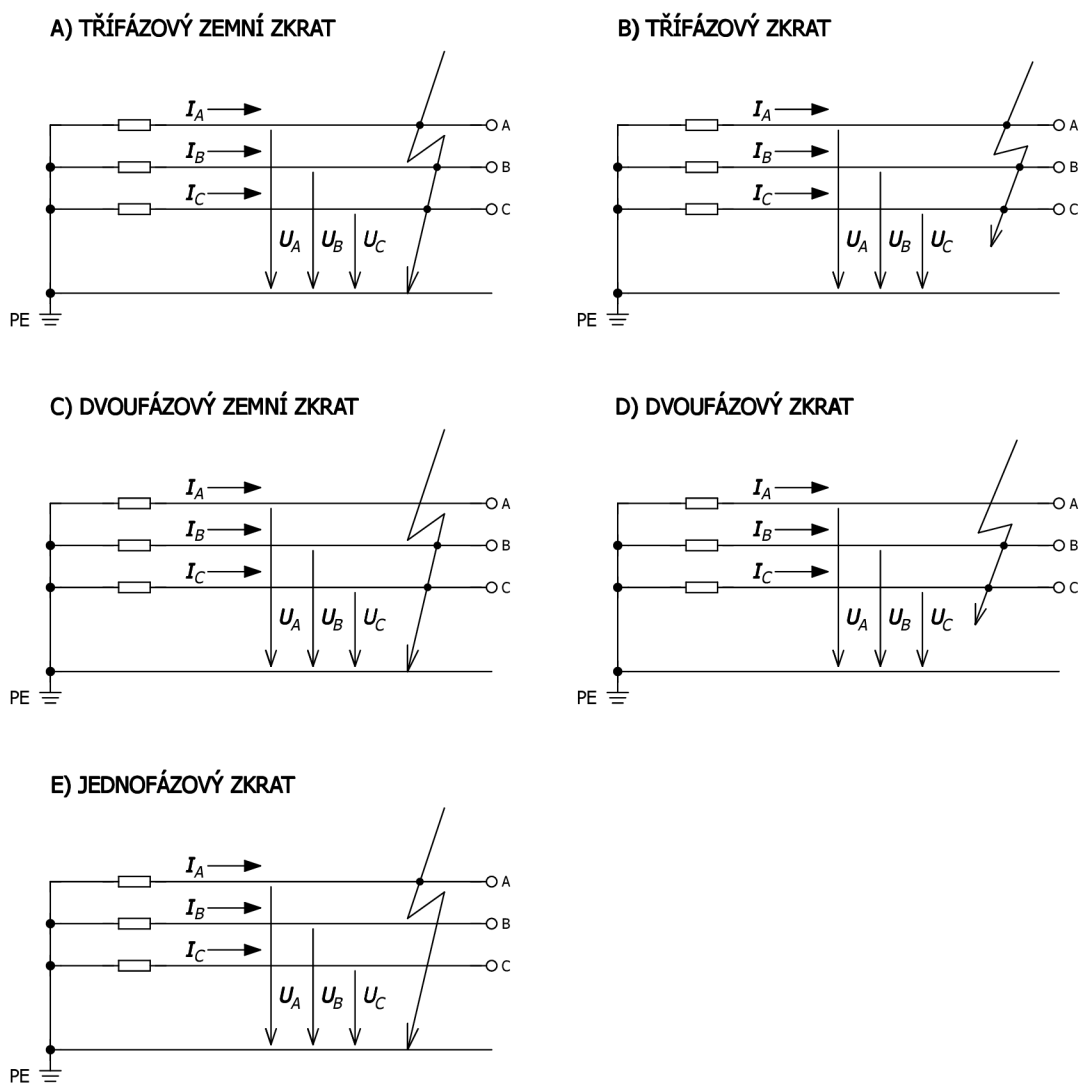 A) TŘÍFÁZOVÝ ZEMNÍ ZKRAT
I_A
A
I_B
B
I_C
C
U_A U_B U_C
PE
B) TŘÍFÁZOVÝ ZKRAT
I_A
A
I_B
B
I_C
C
U_A U_B U_C
PE
C) DVOUFÁZOVÝ ZEMNÍ ZKRAT
I_A
A
I_B
B
I_C
C
U_A U_B U_C
PE
D) DVOUFÁZOVÝ ZKRAT
I_A
A
I_B
B
I_C
C
U_A U_B U_C
PE
E) JEDNOFÁZOVÝ ZKRAT
I_A
A
I_B
B
I_C
C
U_A U_B U_C
PE